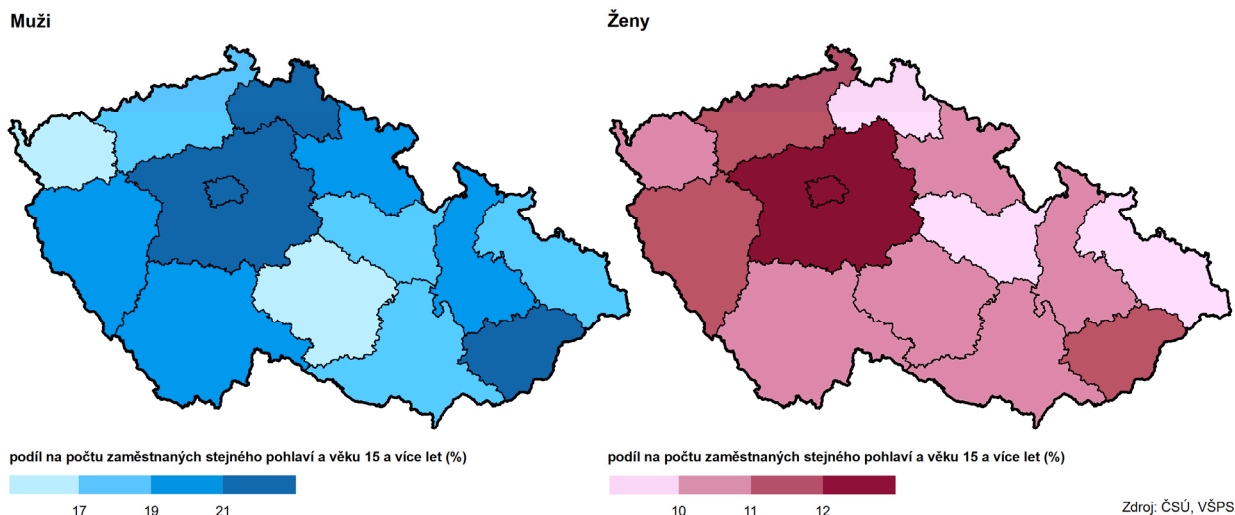 Muži
Ženy
podíl na počtu zaměstnaných stejného pohlaví a věku 15 a více let (%)
17 19 21
podíl na počtu zaměstnaných stejného pohlaví a věku 15 a více let (%)
10 11 12
Zdroj: ČSÚ, VŠPS